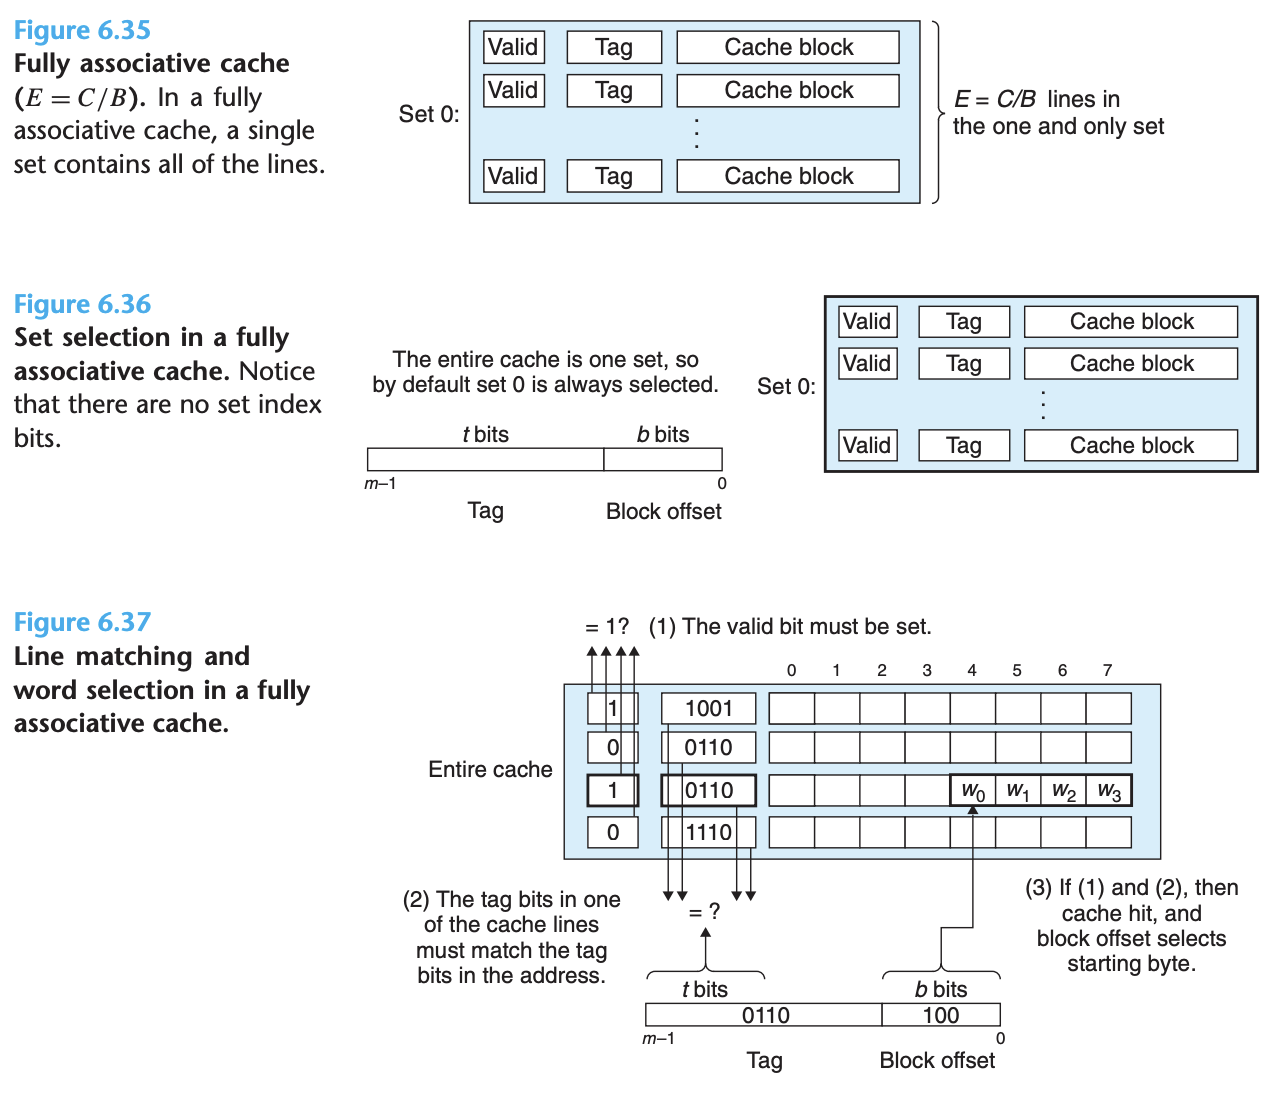 Figure 6.35
Fully associative cache
(E = C/B). In a fully
associative cache, a single
set contains all of the lines.
Set 0:
Valid Tag Cache block
Valid Tag Cache block
Valid Tag Cache block
E = C/B lines in
the one and only set
Figure 6.36
Set selection in a fully
associative cache. Notice
that there are no set index
bits.
The entire cache is one set, so
by default set 0 is always selected.
t bits b bits
m–1 0
Tag Block offset
Set 0:
Valid Tag Cache block
Valid Tag Cache block
Valid Tag Cache block
Figure 6.37
Line matching and
word selection in a fully
associative cache.
= 1? (1) The valid bit must be set.
0 1 2 3 4 5 6 7
Entire cache
1 1001
0 0110
1 0110 w0 w1 w2 w3
0 1110
(2) The tag bits in one
of the cache lines
must match the tag
bits in the address.
= ?
(3) If (1) and (2), then
cache hit, and
block offset selects
starting byte.
t bits b bits
0110 100
m–1 0
Tag Block offset